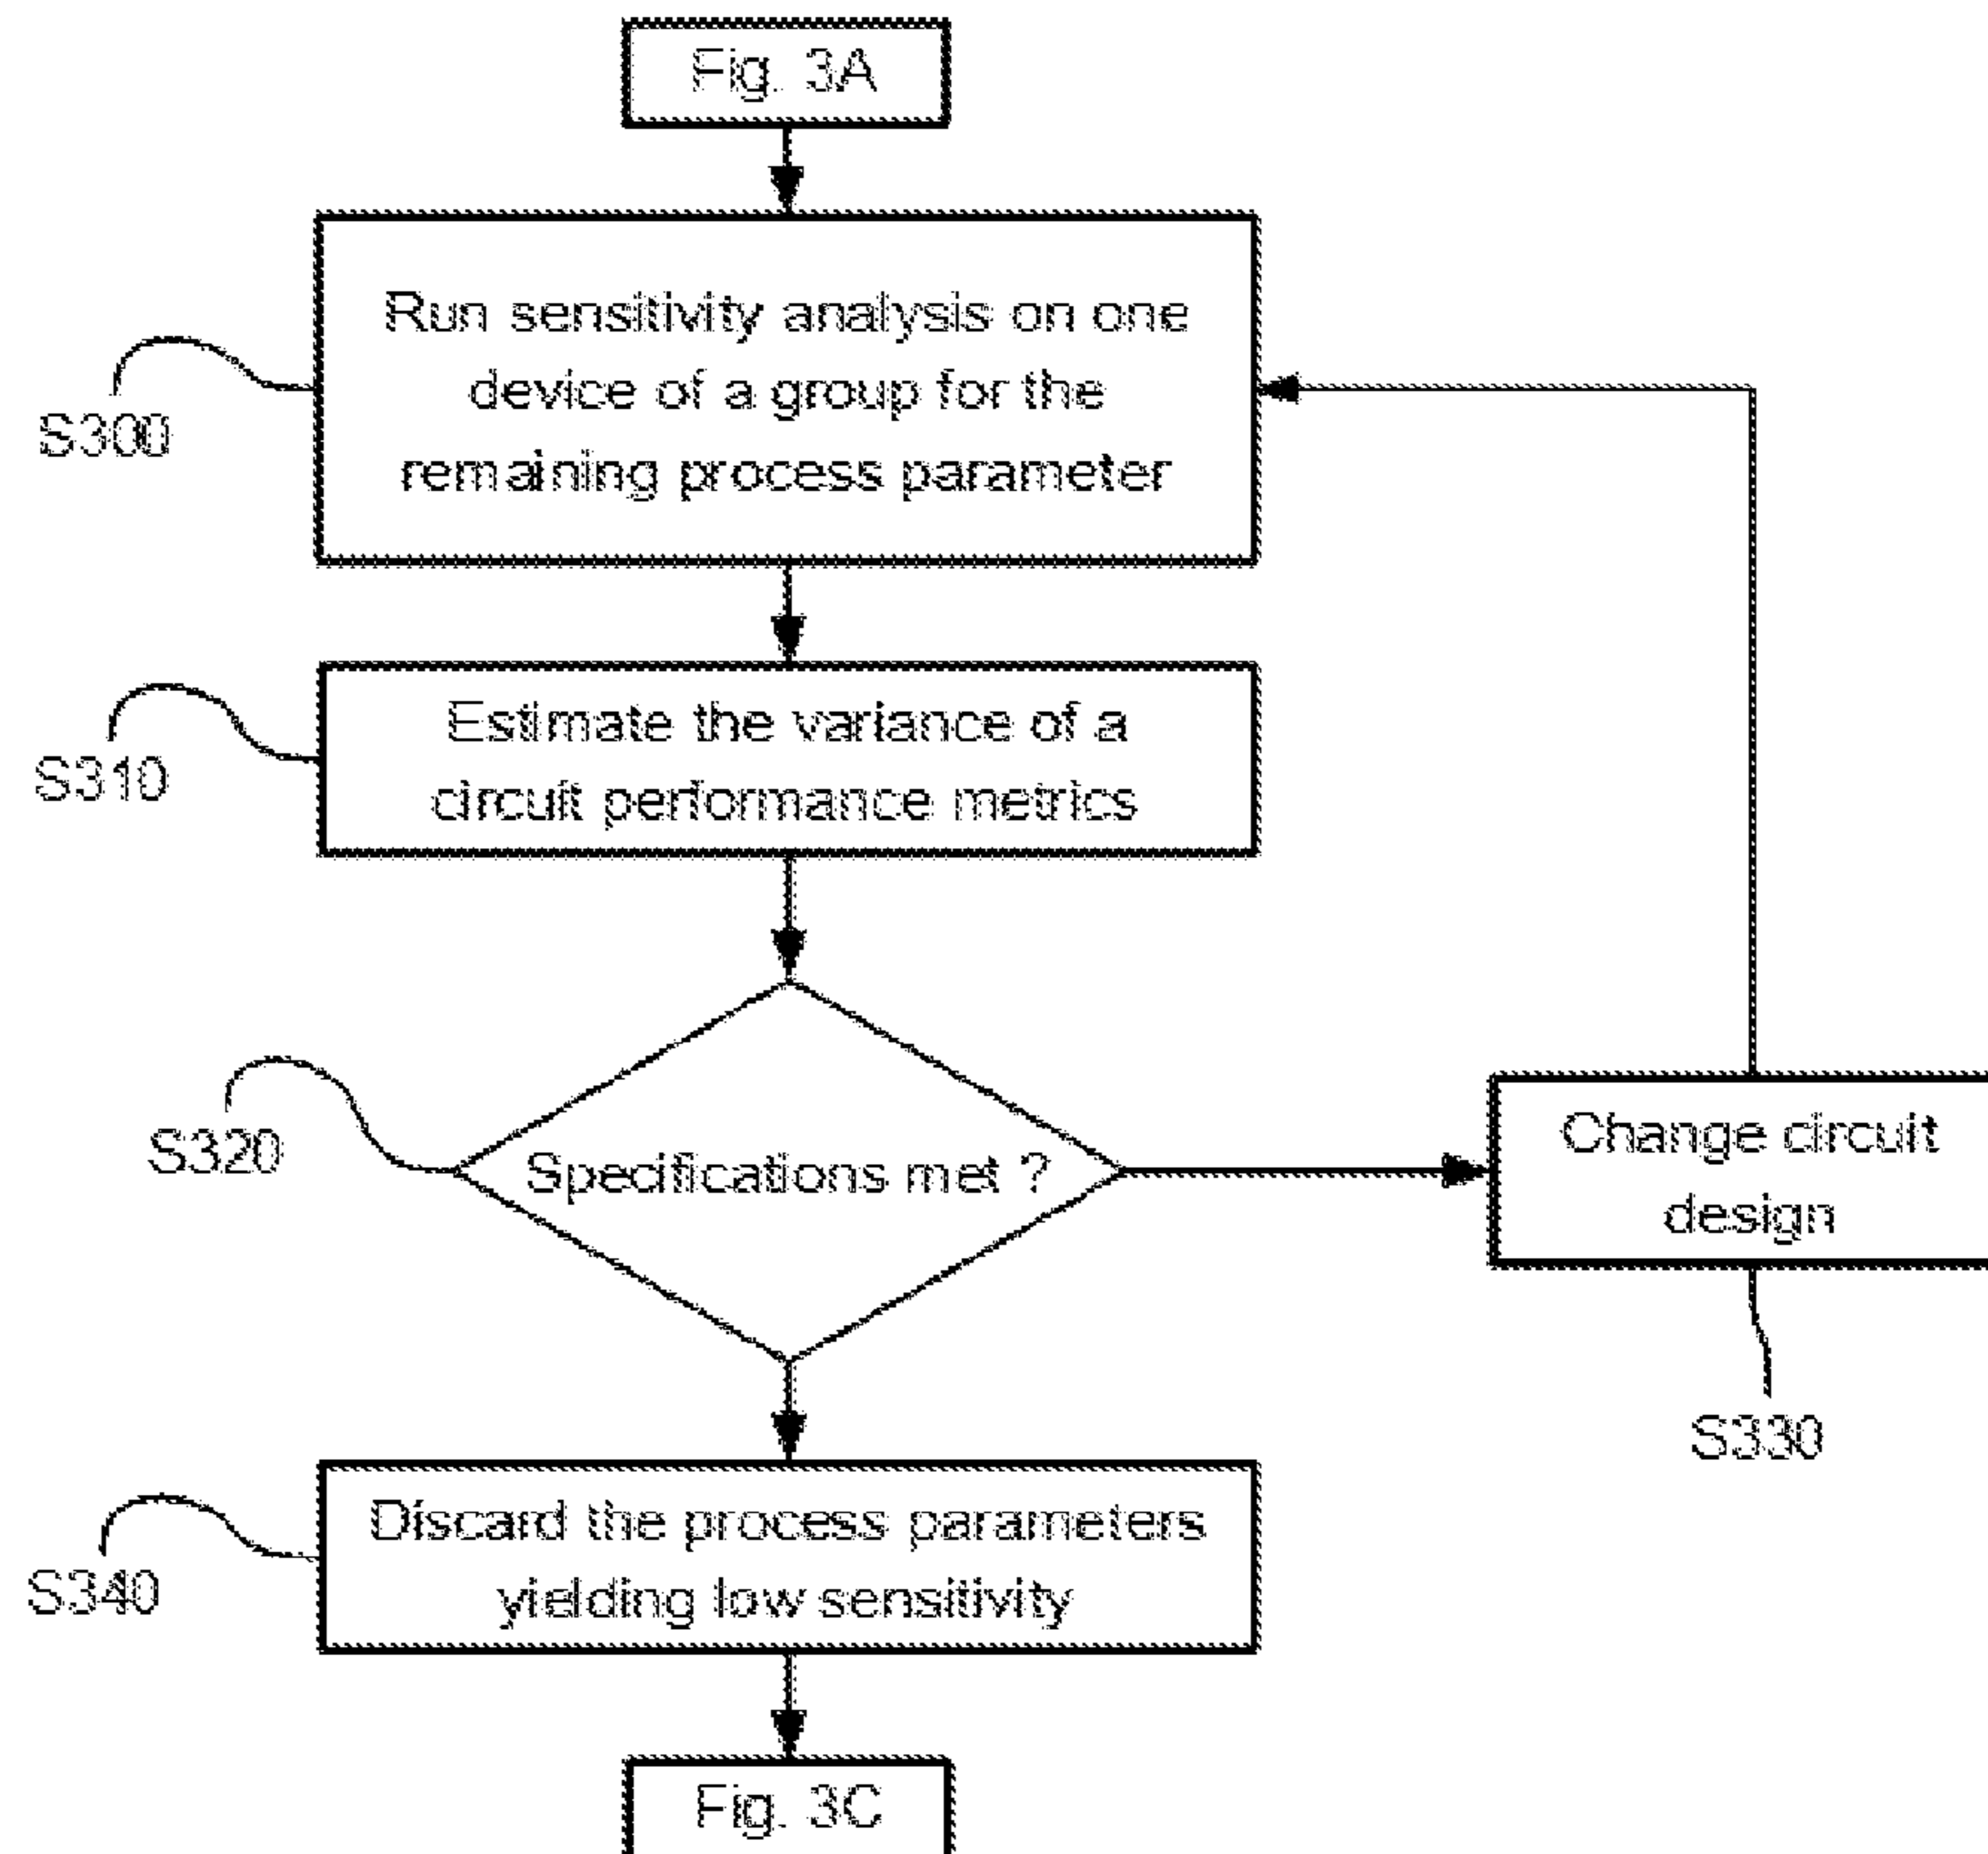 Fig. 3A
Run sensitivity analysis on one
device of a group for the
remaining process parameter
S300
Estimate the variance of a
circuit performance metrics
S310
Specifications met ?
S320
Change circuit
design
S330
Discard the process parameters
yielding low sensitivity
S340
Fig. 3C